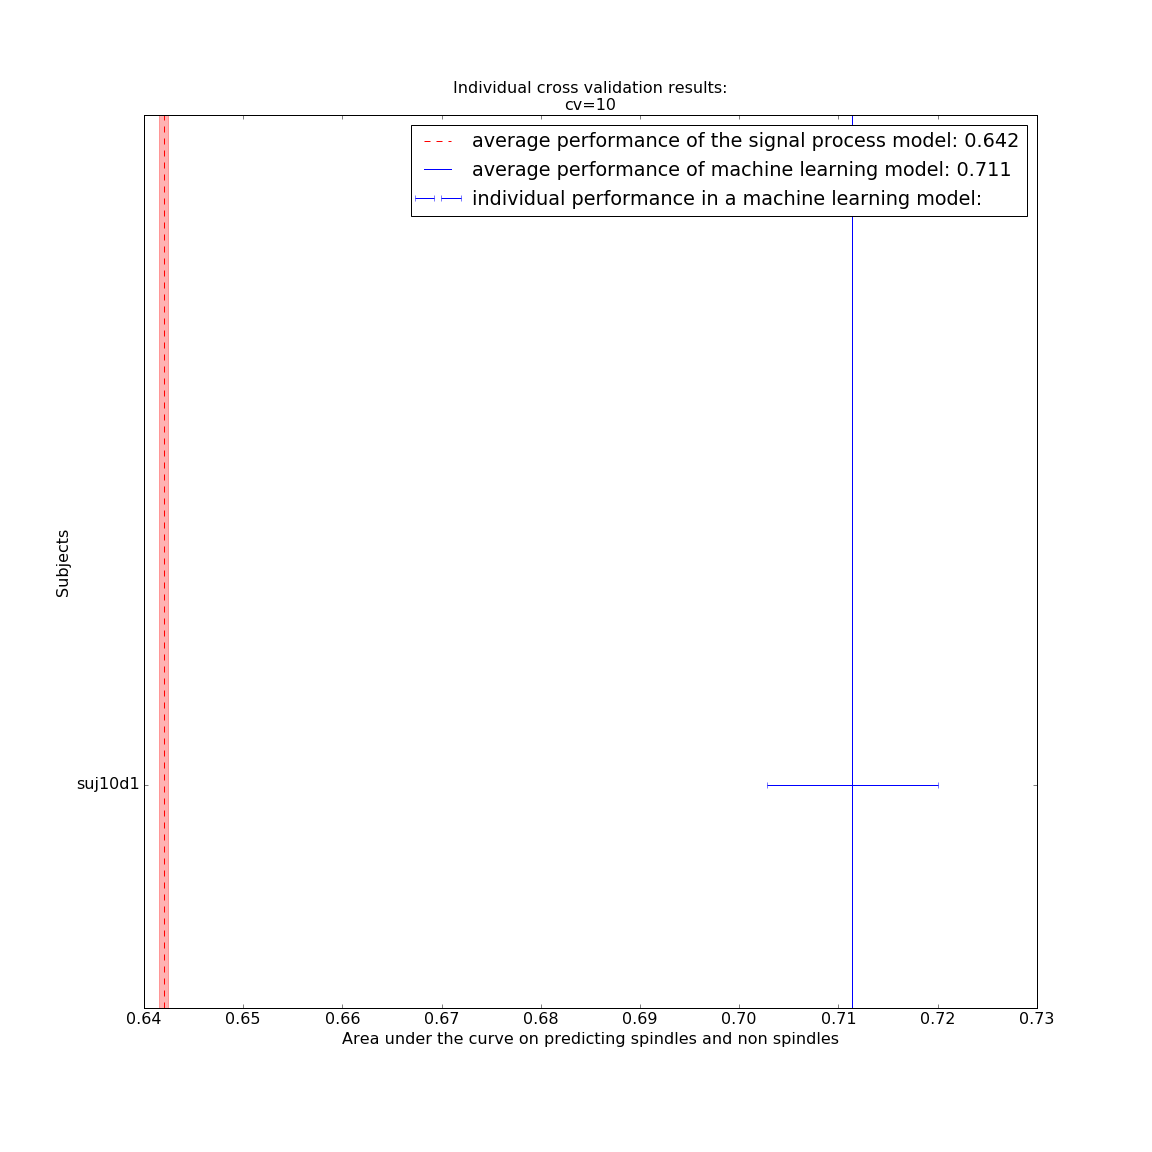 Individual cross validation results:
cv=10
average performance of the signal process model: 0.642
average performance of machine learning model: 0.711
individual performance in a machine learning model:
Subjects
suj10d1
0.64 0.65 0.66 0.67 0.68 0.69 0.70 0.71 0.72 0.73
Area under the curve on predicting spindles and non spindles